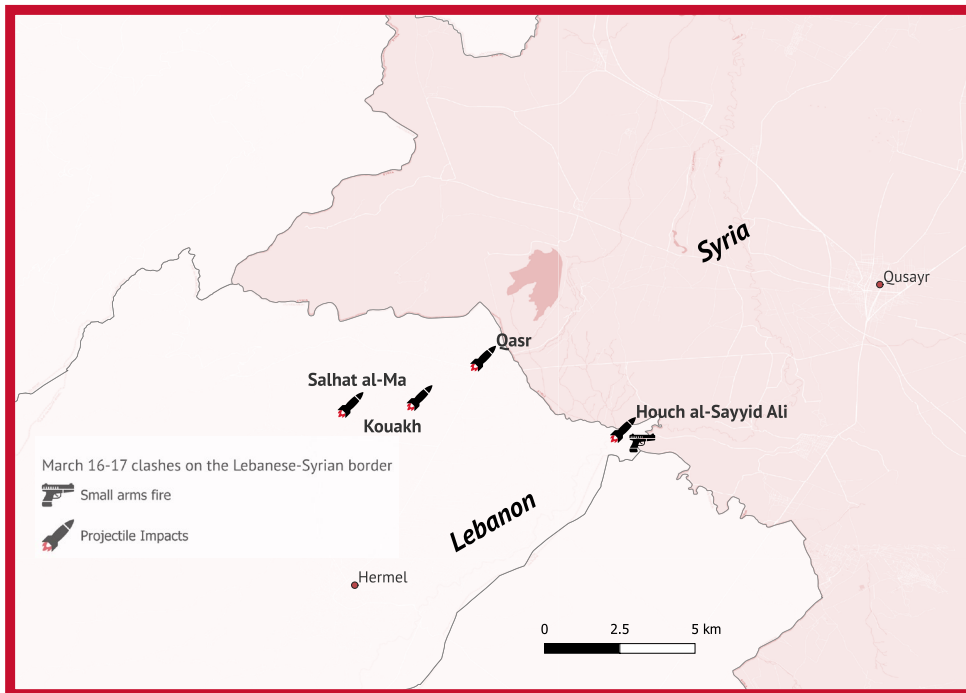 Syria
Qusayr
Qasr
Salhat al-Ma
Kouakh
Houch al-Sayyid Ali
March 16-17 clashes on the Lebanese-Syrian border
Small arms fire
Projectile Impacts
Lebanon
Hermel
0 2.5 5 km